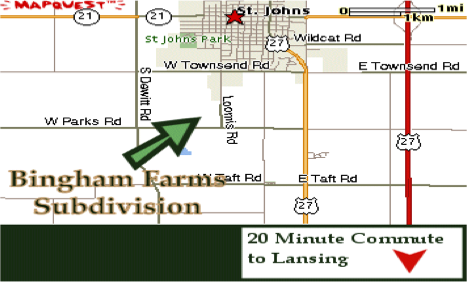 MAPQUEST
21
21
St. Johns
0
1mi
1km
St Johns Park
27
Wildcat Rd
W Townsend Rd
E Townsend Rd
S Dewitt Rd
Loomis Rd
W Parks Rd
27
Bingham Farms
Subdivision
W Taft Rd
E Taft Rd
27
20 Minute Commute
to Lansing